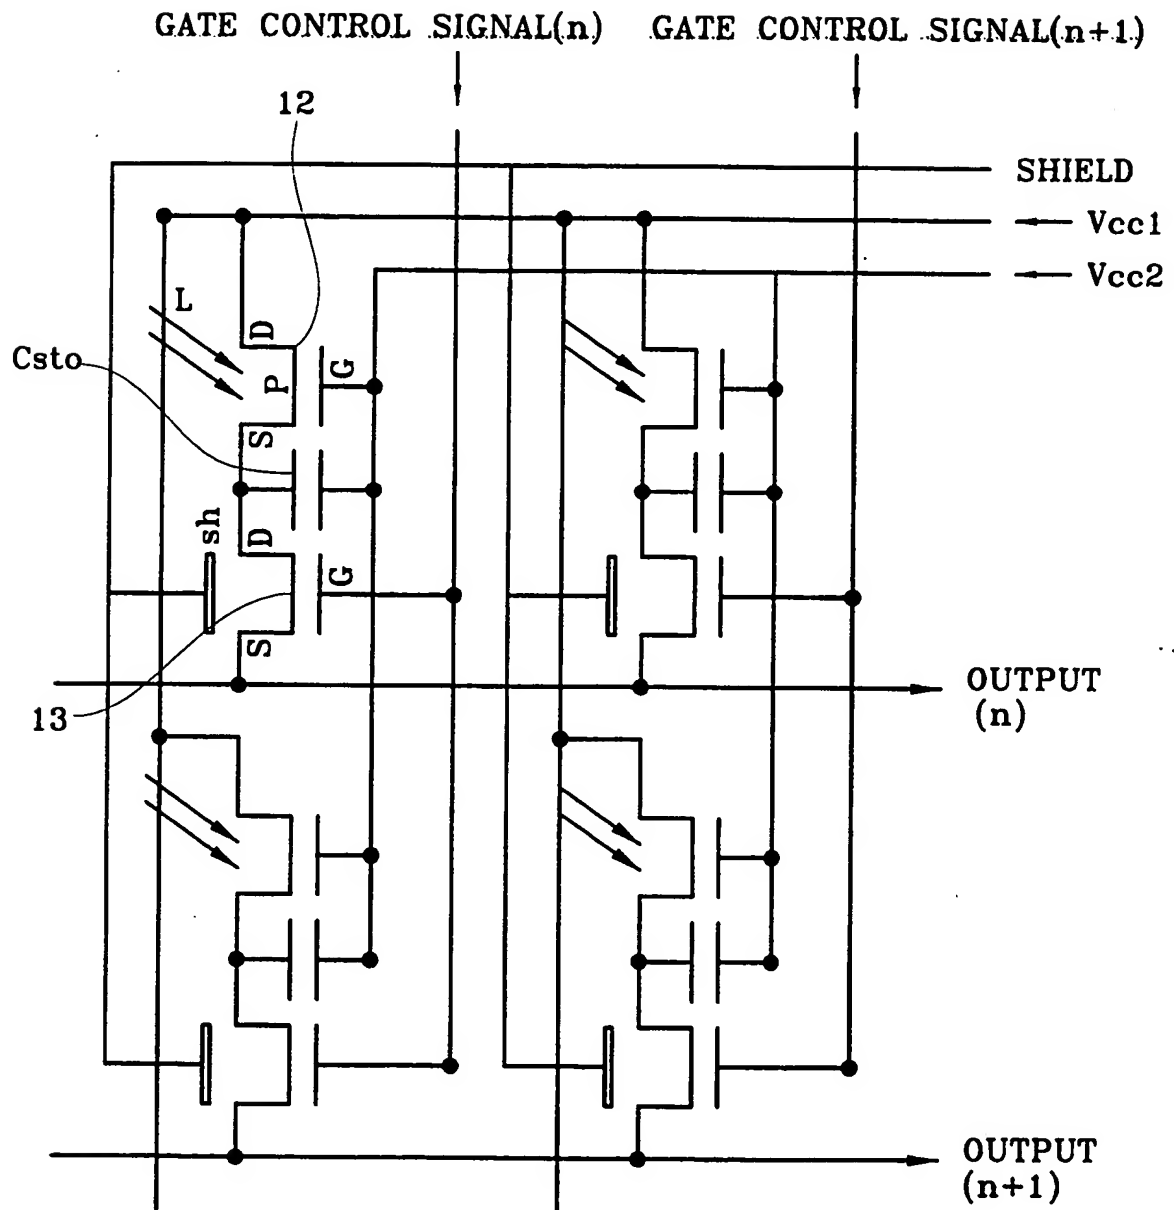 GATE CONTROL SIGNAL(n)
GATE CONTROL SIGNAL(n+1)
12
SHIELD
Vcc1
Vcc2
L
D
Csto
P
G
S
sh
D
G
S
13
OUTPUT
(n)
OUTPUT
(n+1)